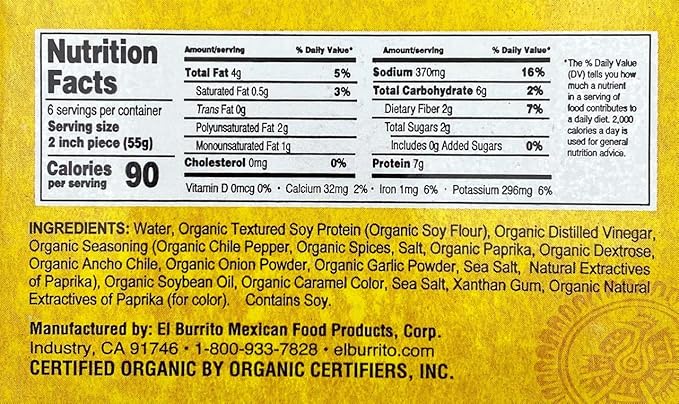 Nutrition
Facts
6 servings per container
Serving size
2 inch piece (55g)
Calories
per serving 90
Amount/serving % Daily Value*
Total Fat 4g 5%
Saturated Fat 0.5g 3%
Trans Fat 0g
Polyunsaturated Fat 2g
Monounsaturated Fat 1g
Cholesterol 0mg 0%
Amount/serving % Daily Value*
Sodium 370mg 16%
Total Carbohydrate 6g 2%
Dietary Fiber 2g 7%
Total Sugars 2g
Includes 0g Added Sugars 0%
Protein 7g
Vitamin D 0mcg 0% • Calcium 32mg 2% • Iron 1mg 6% • Potassium 296mg 6%
*The % Daily Value
(DV) tells you how
much a nutrient
in a serving of
food contributes to
a daily diet. 2,000
calories a day is
used for general
nutrition advice.
INGREDIENTS: Water, Organic Textured Soy Protein (Organic Soy Flour), Organic Distilled Vinegar,
Organic Seasoning (Organic Chile Pepper, Organic Spices, Salt, Organic Paprika, Organic Dextrose,
Organic Ancho Chile, Organic Onion Powder, Organic Garlic Powder, Sea Salt, Natural Extractives
of Paprika), Organic Soybean Oil, Organic Caramel Color, Sea Salt, Xanthan Gum, Organic Natural
Extractives of Paprika (for color). Contains Soy.
Manufactured by: El Burrito Mexican Food Products, Corp.
Industry, CA 91746 • 1-800-933-7828 • elburrito.com
CERTIFIED ORGANIC BY ORGANIC CERTIFIERS, INC.